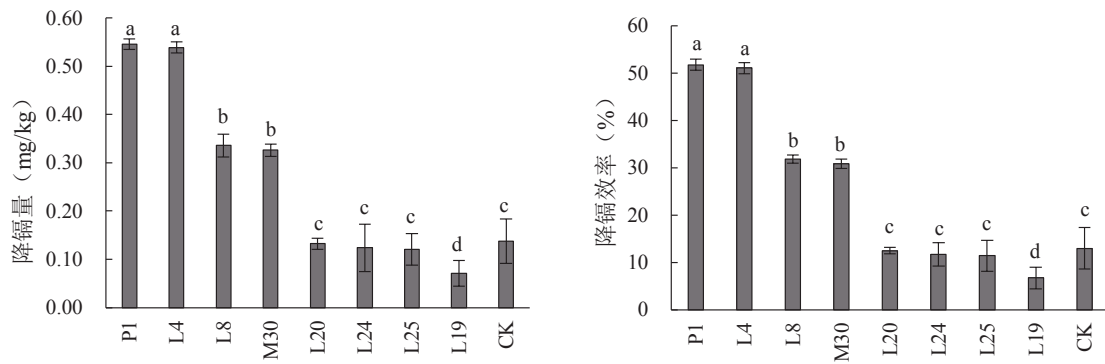 降镉量（mg/kg）
0.60
0.50
0.40
0.30
0.20
0.10
0.00
a a b b c c c d c
P1 L4 L8 M30 L20 L24 L25 L19 CK
降镉效率（%）
60
50
40
30
20
10
0
a a b b c c c d c
P1 L4 L8 M30 L20 L24 L25 L19 CK